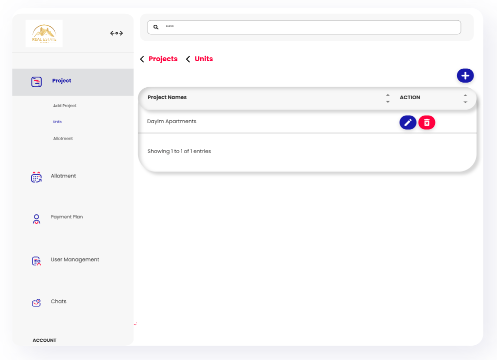 Project
Add Project
Units
Allotment
Allotment
Payment Plan
User Management
Chats
ACCOUNT
Projects
Units
Project Names
ACTION
Dayim Apartments
Showing 1 to 1 of 1 entries